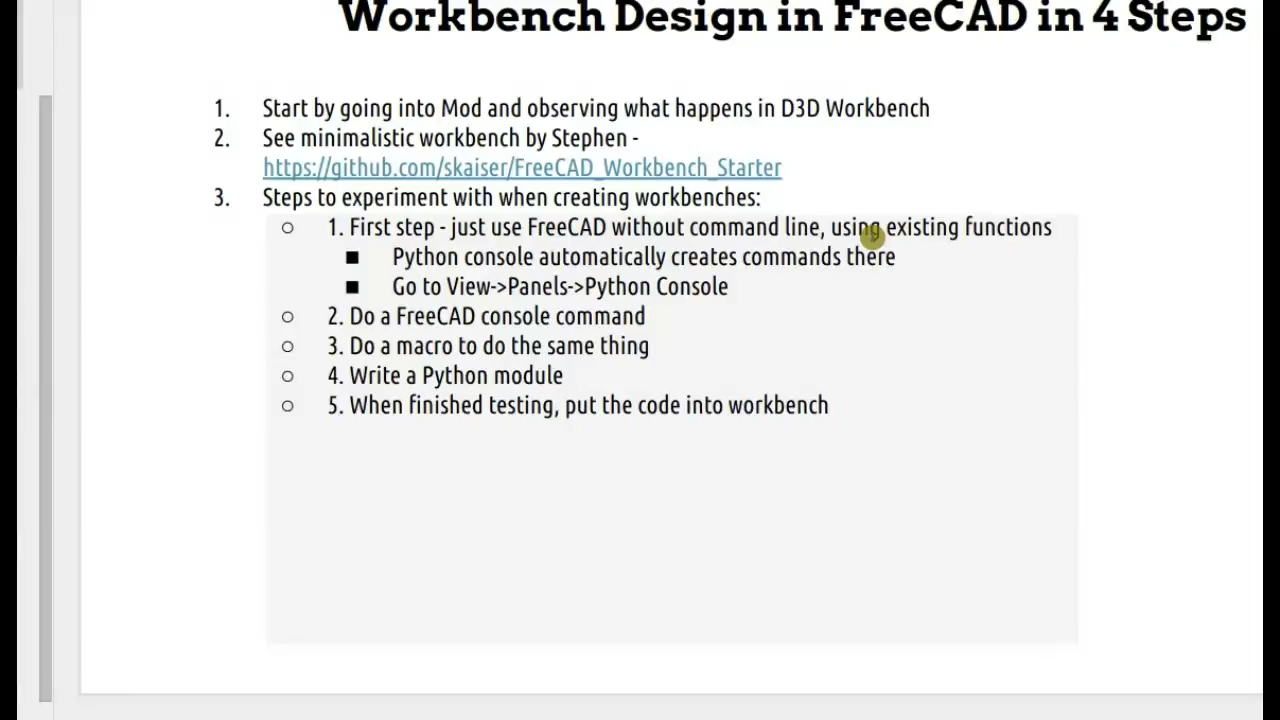 Workbench Design in FreeCAD in 4 Steps
1. Start by going into Mod and observing what happens in D3D Workbench
2. See minimalistic workbench by Stephen -
https://github.com/skaiser/FreeCAD_Workbench_Starter
3. Steps to experiment with when creating workbenches:
○ 1. First step - just use FreeCAD without command line, using existing functions
■ Python console automatically creates commands there
■ Go to View->Panels->Python Console
○ 2. Do a FreeCAD console command
○ 3. Do a macro to do the same thing
○ 4. Write a Python module
○ 5. When finished testing, put the code into workbench